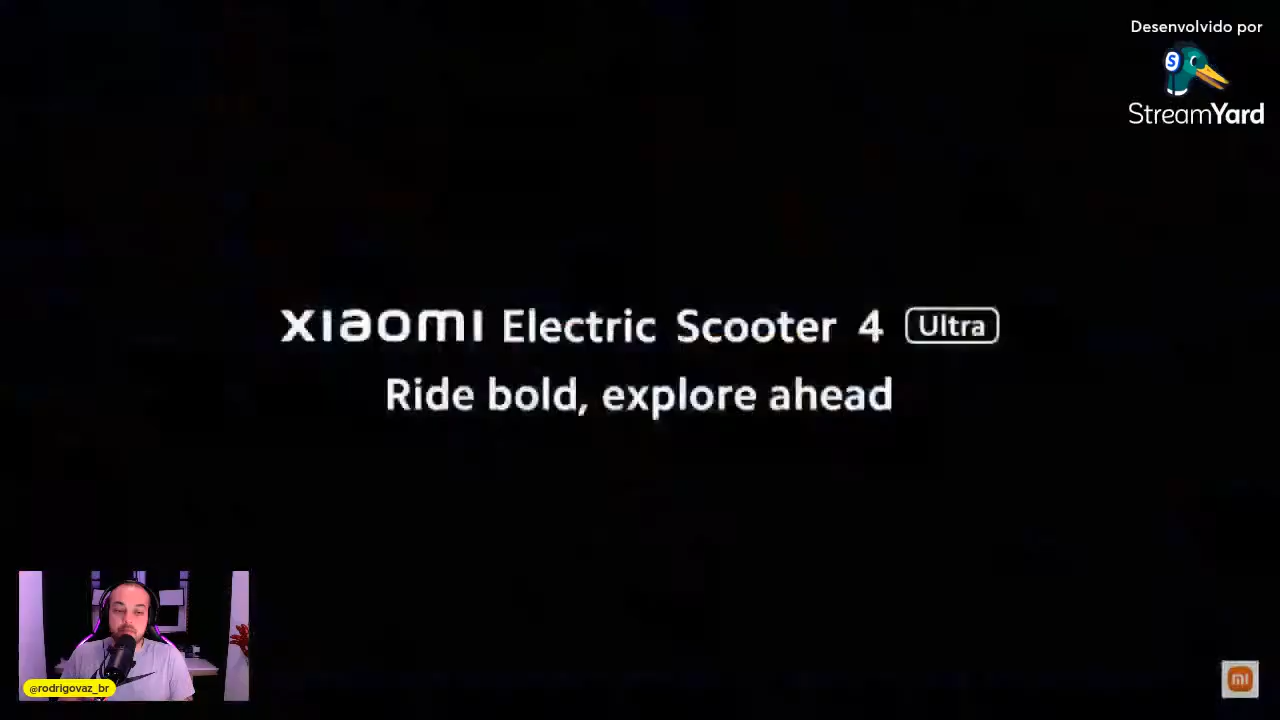 Desenvolvido por
S
StreamYard
xiaomi Electric Scooter 4 Ultra
Ride bold, explore ahead
@rodrigovaz_br
mi